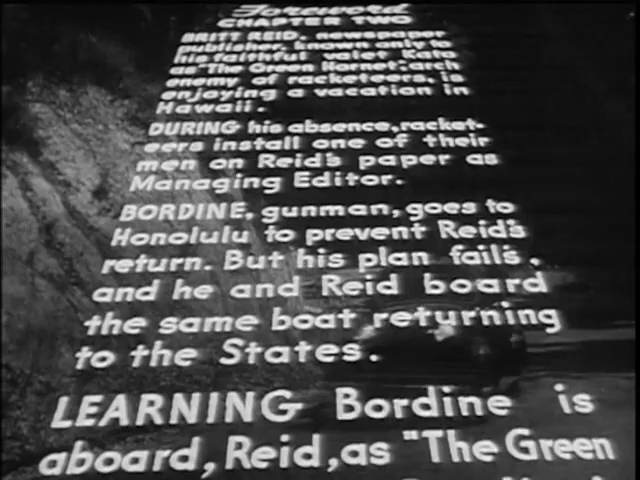 Foreword
CHAPTER TWO
BRITT REID, newspaper
publisher, known only to
his faithful valet Kato
as "The Green Hornet", arch
enemy of racketeers, is
enjoying a vacation in
Hawaii.
DURING his absence, racket-
eers install one of their
men on Reid's paper as
Managing Editor.
BORDINE, gunman, goes to
Honolulu to prevent Reid's
return. But his plan fails,
and he and Reid board
the same boat returning
to the States.
LEARNING Bordine is
aboard, Reid, as "The Green